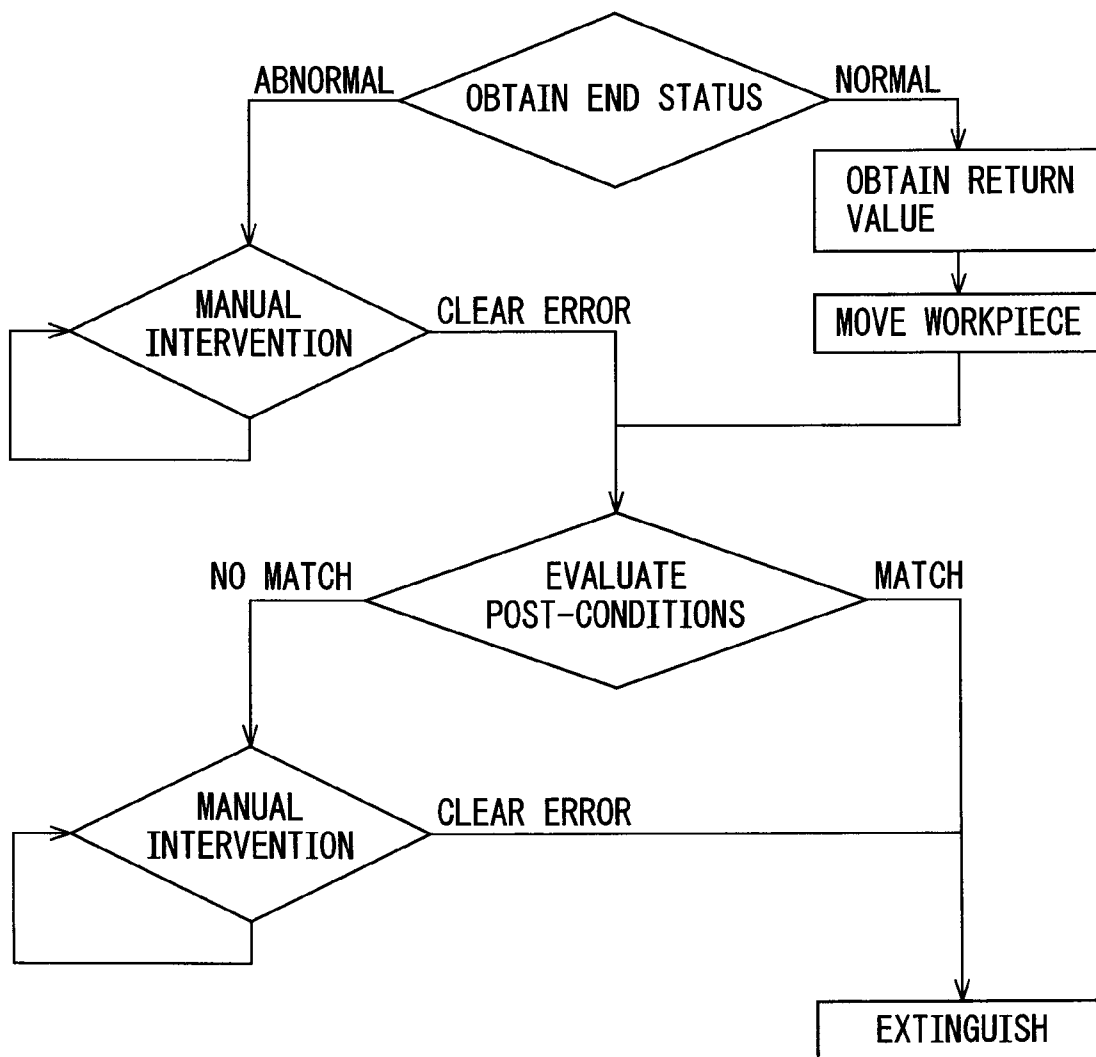 ABNORMAL
OBTAIN END STATUS
NORMAL
OBTAIN RETURN
VALUE
MANUAL
INTERVENTION
CLEAR ERROR
MOVE WORKPIECE
NO MATCH
EVALUATE
POST-CONDITIONS
MATCH
MANUAL
INTERVENTION
CLEAR ERROR
EXTINGUISH